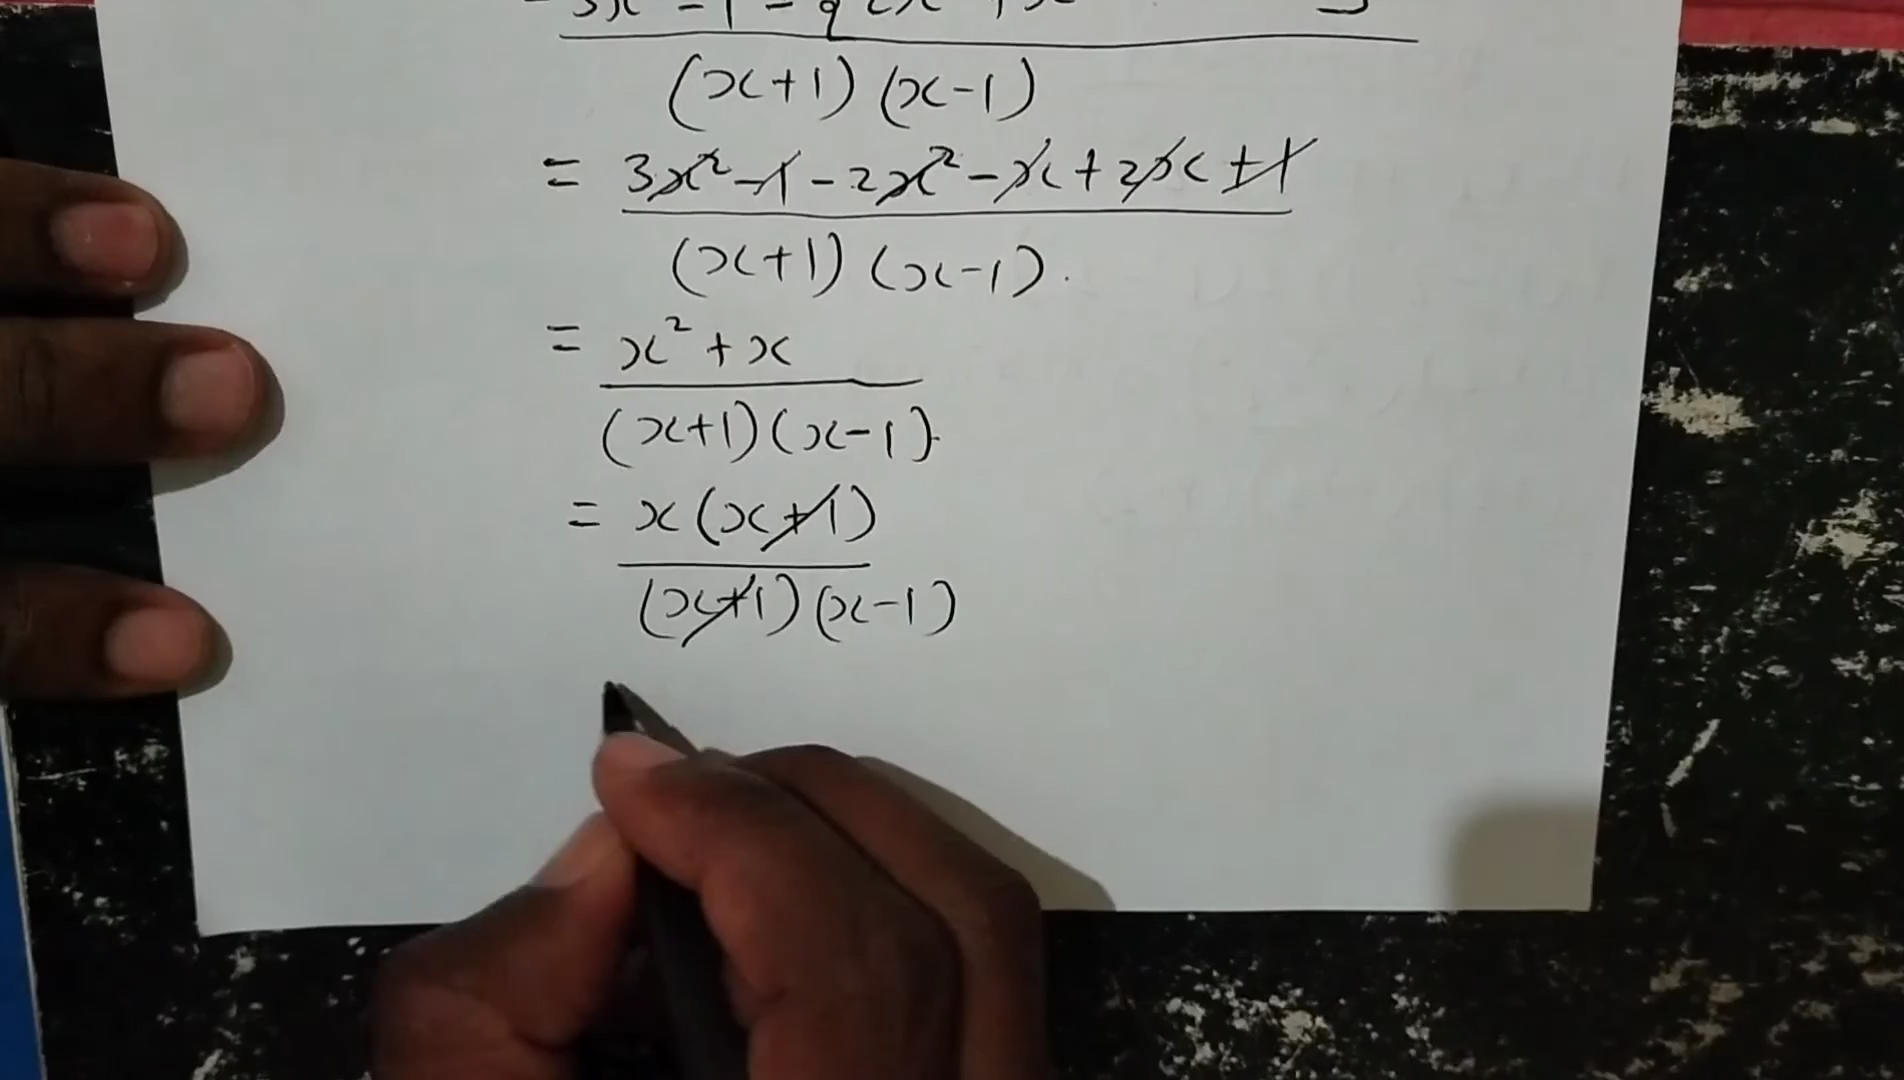 (x+1) (x-1)
= 3x² - 1 - 2x² - x + 2x + 1
(x+1) (x-1).
= x² + x
(x+1)(x-1).
= x(x+1)
(x+1)(x-1)